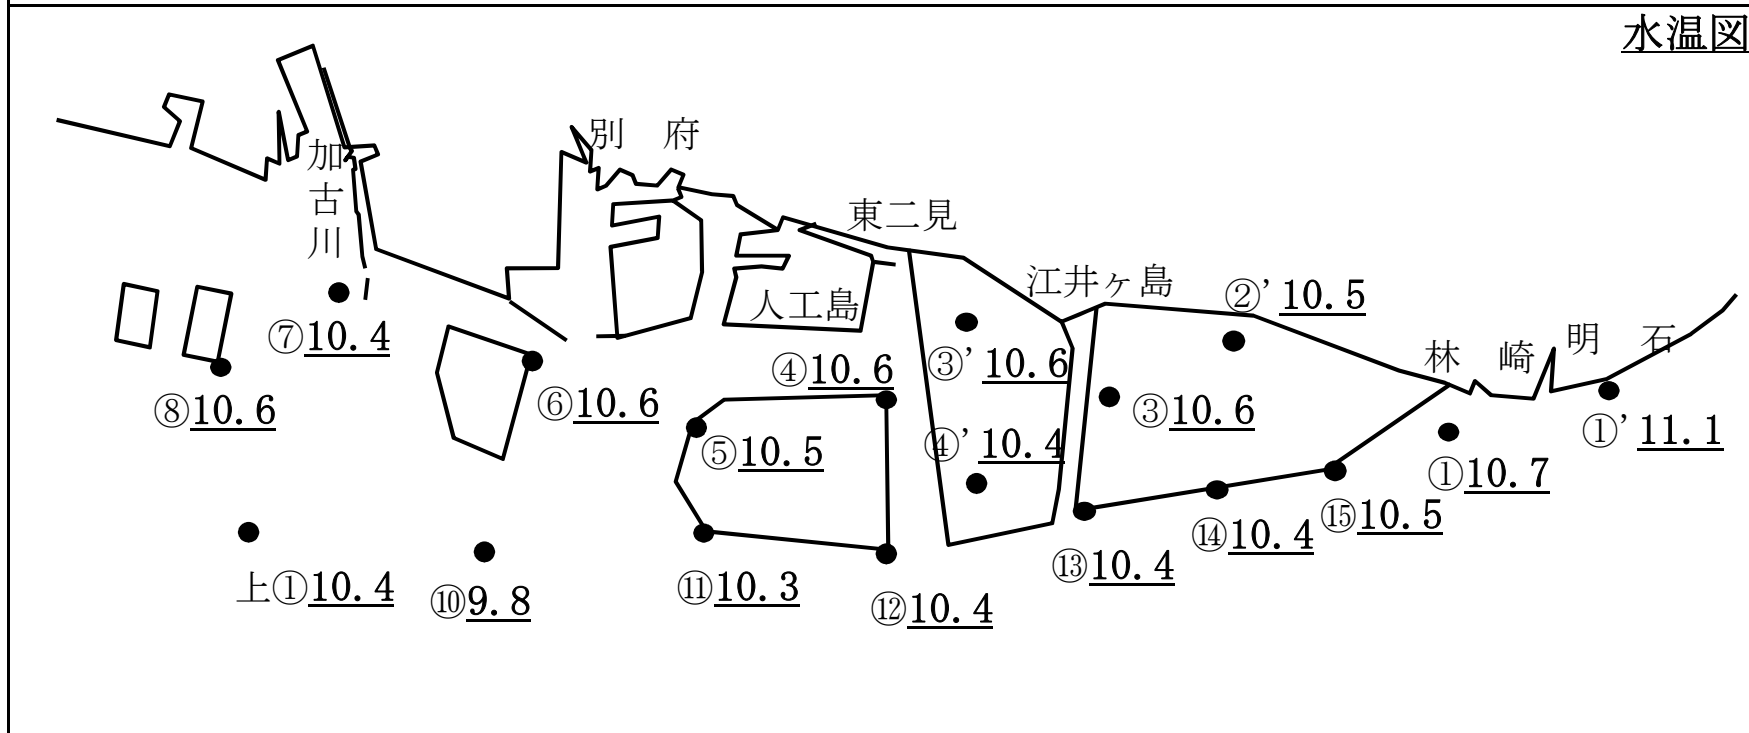 水温図
別 府
加古川
東二見
江井ヶ島
②' 10.5
人工島
⑦10.4
林 崎
明 石
④10.6
③' 10.6
⑧10.6
⑥10.6
③10.6
①' 11.1
⑤10.5
④' 10.4
①10.7
⑮10.5
⑭10.4
⑬10.4
上①10.4
⑩9.8
⑪10.3
⑫10.4